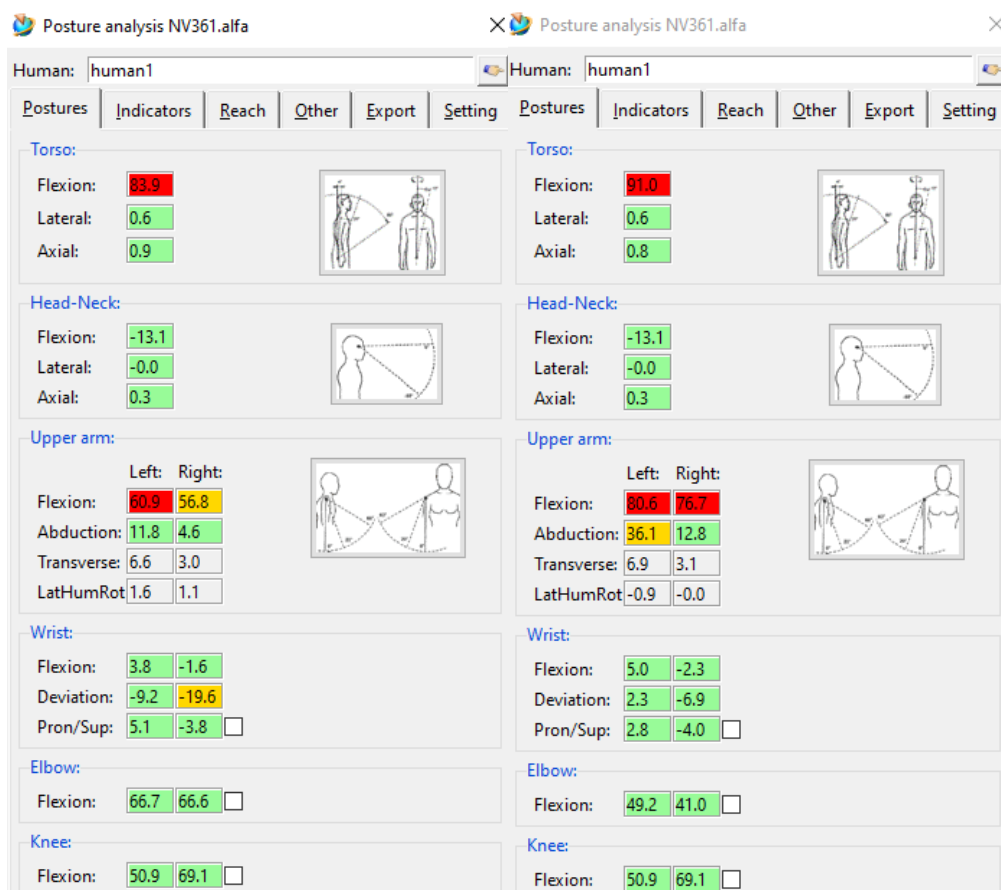 Posture analysis NV361.alfa
Human: human1
Postures Indicators Reach Other Export Setting
Torso:
Flexion: 83.9
Lateral: 0.6
Axial: 0.9
Head-Neck:
Flexion: -13.1
Lateral: -0.0
Axial: 0.3
Upper arm:
Left: Right:
Flexion: 60.9 56.8
Abduction: 11.8 4.6
Transverse: 6.6 3.0
LatHumRot 1.6 1.1
Wrist:
Flexion: 3.8 -1.6
Deviation: -9.2 -19.6
Pron/Sup: 5.1 -3.8
Elbow:
Flexion: 66.7 66.6
Knee:
Flexion: 50.9 69.1
Posture analysis NV361.alfa
Human: human1
Postures Indicators Reach Other Export Setting
Torso:
Flexion: 91.0
Lateral: 0.6
Axial: 0.8
Head-Neck:
Flexion: -13.1
Lateral: -0.0
Axial: 0.3
Upper arm:
Left: Right:
Flexion: 80.6 76.7
Abduction: 36.1 12.8
Transverse: 6.9 3.1
LatHumRot -0.9 -0.0
Wrist:
Flexion: 5.0 -2.3
Deviation: 2.3 -6.9
Pron/Sup: 2.8 -4.0
Elbow:
Flexion: 49.2 41.0
Knee:
Flexion: 50.9 69.1